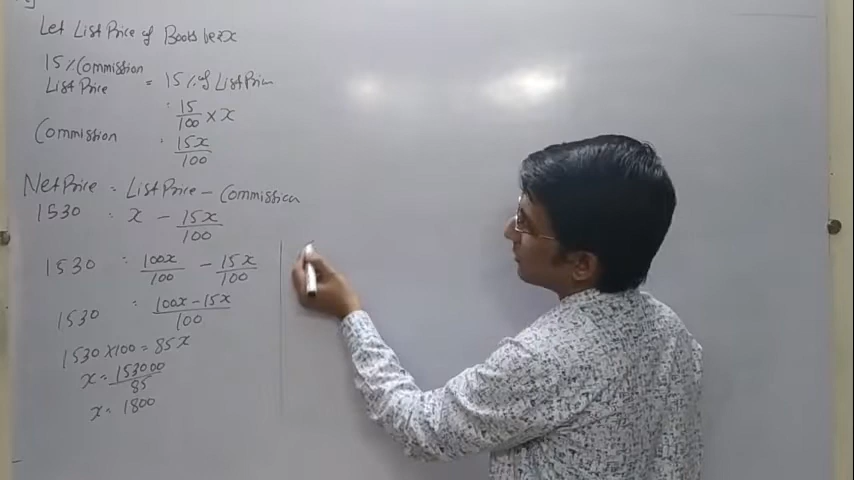 Let List Price of Books be x
15% Commission
List Price = 15% of List Price
: 15/100 × x
Commission : 15x/100
Net Price = List Price - Commission
1530 : x - 15x/100
1530 : 100x/100 - 15x/100
1530 : 100x - 15x/100
1530 × 100 = 85x
x = 153000/85
x = 1800